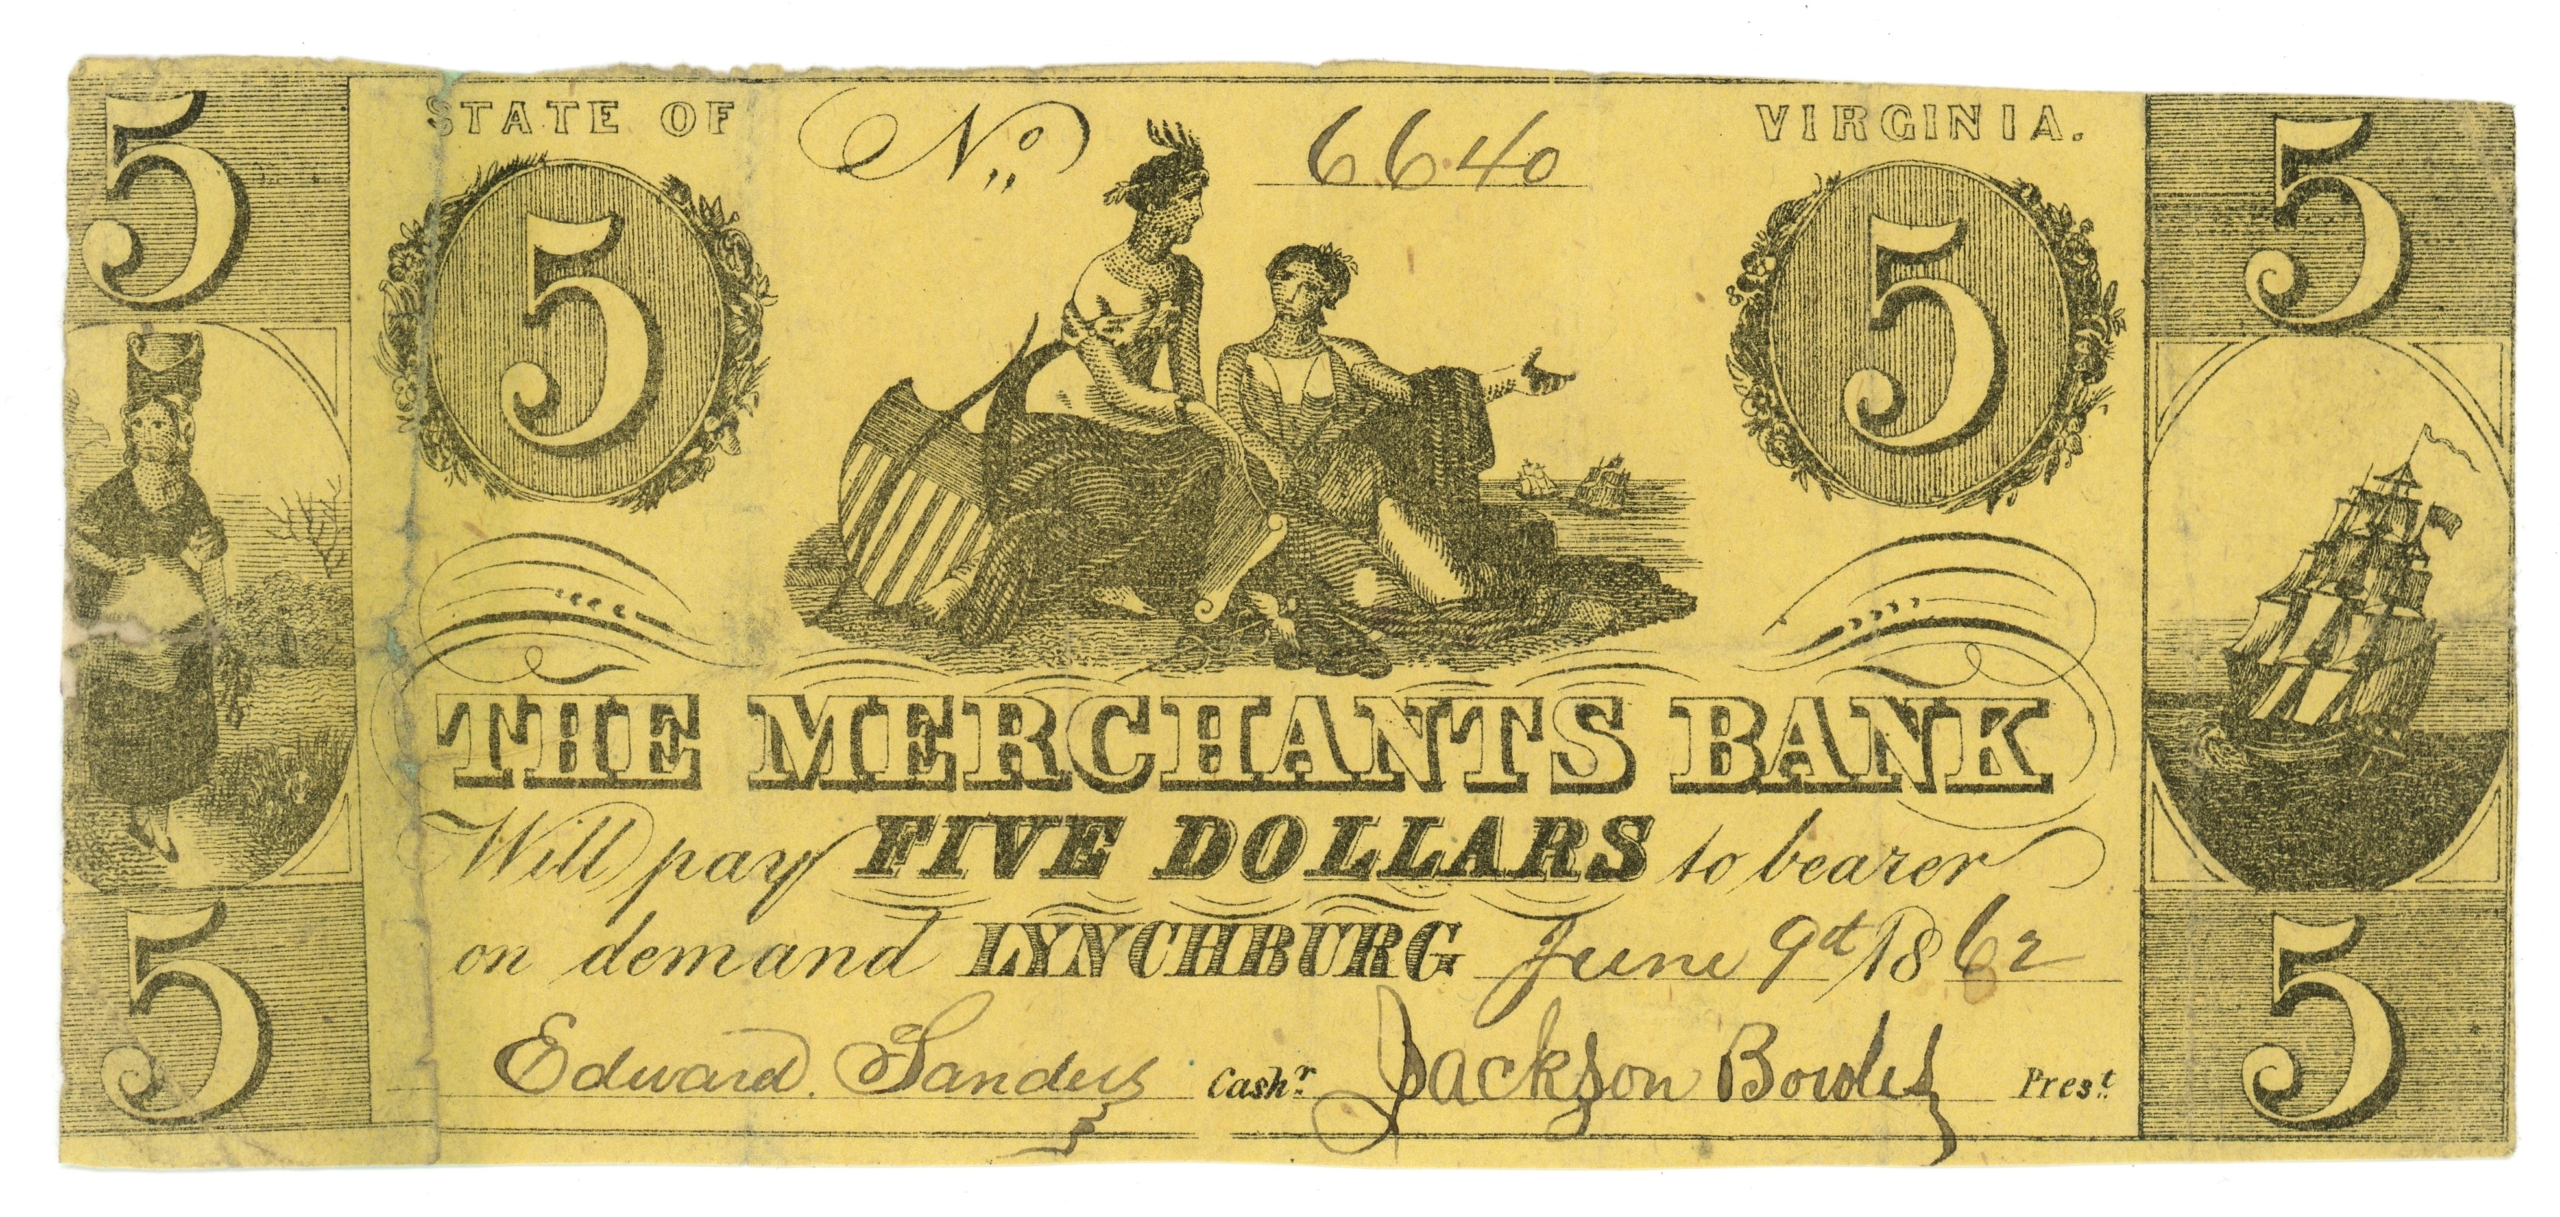 5 STATE OF No. 6640 VIRGINIA. 5
5 5
THE MERCHANTS BANK
Will pay FIVE DOLLARS to bearer
on demand LYNCHBURG June 9th 1862
Edward Sanders Cashr. Jackson Bowles Prest.
5 5